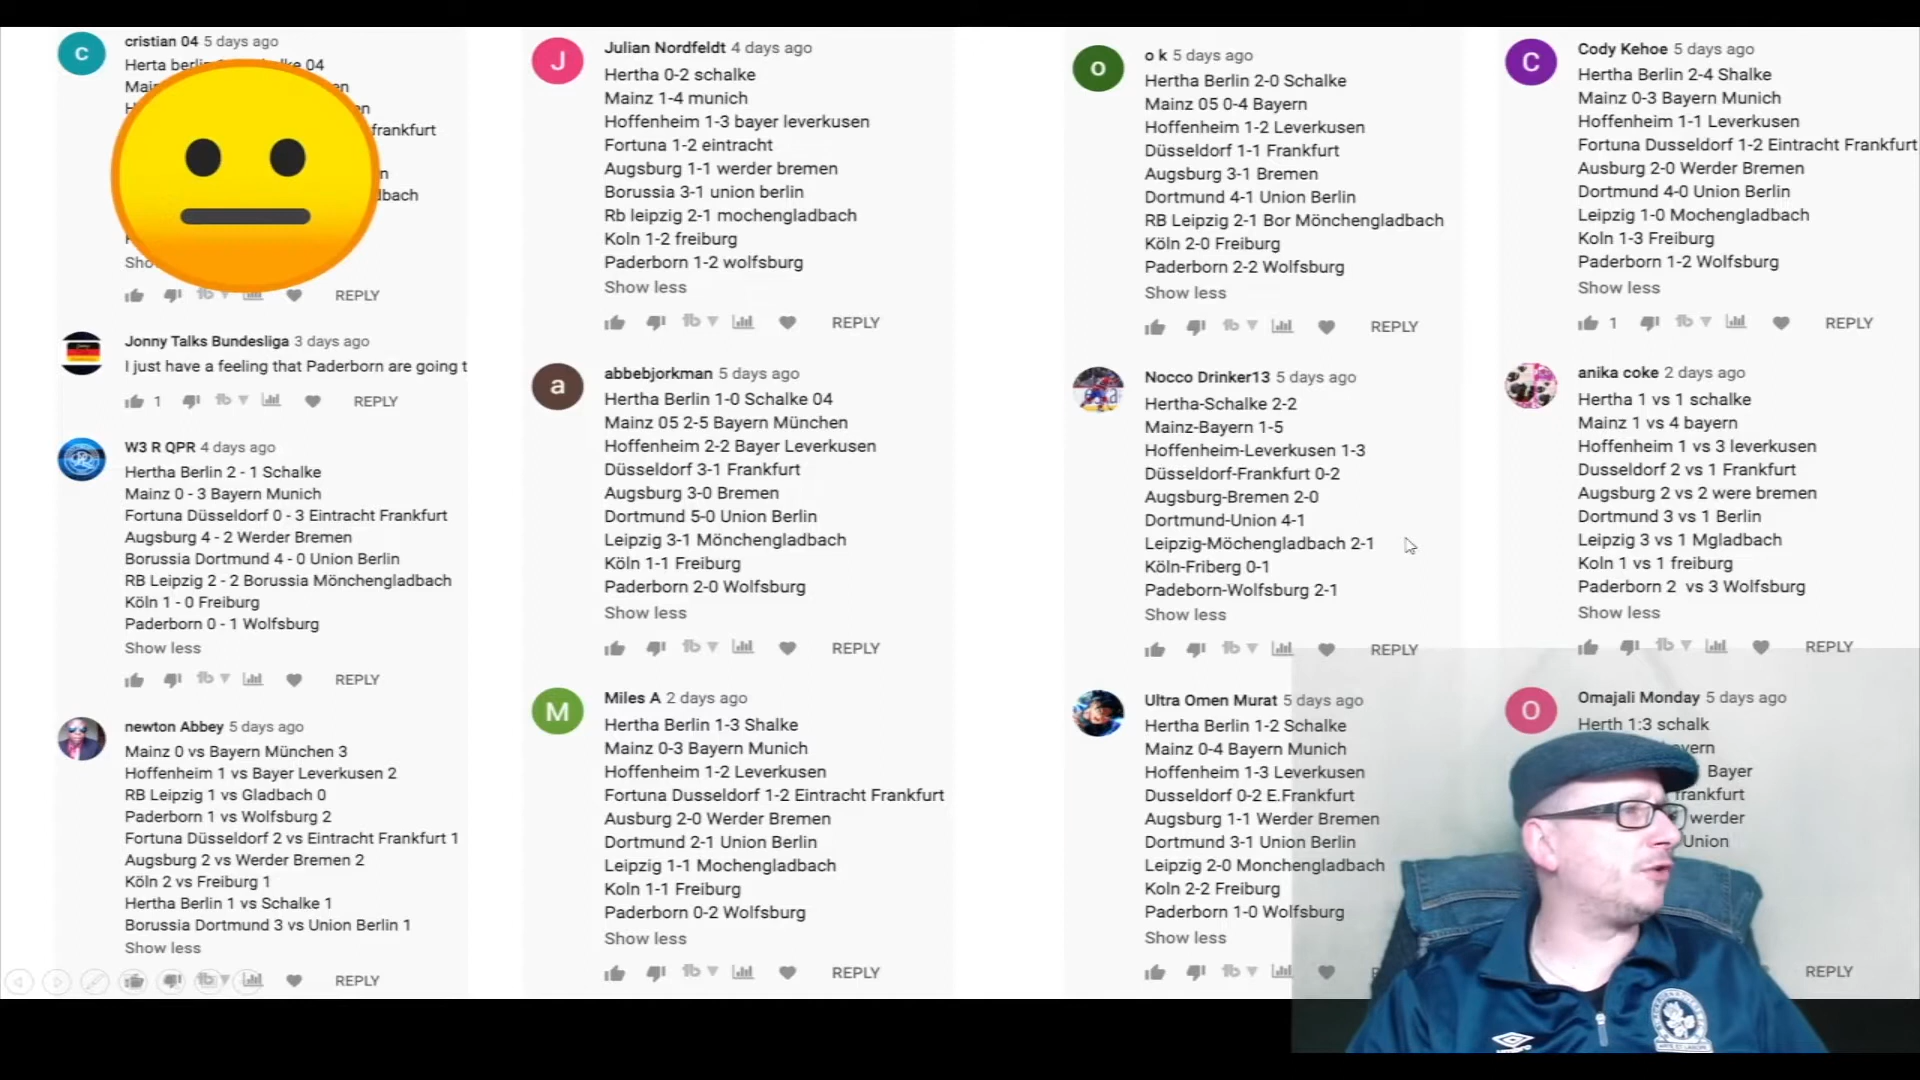 cristian 04 5 days ago
Herta berli ke 04
frankfurt
REPLY
Jonny Talks Bundesliga 3 days ago
I just have a feeling that Paderborn are going t
1 REPLY
W3 R QPR 4 days ago
Hertha Berlin 2 - 1 Schalke
Mainz 0 - 3 Bayern Munich
Fortuna Düsseldorf 0 - 3 Eintracht Frankfurt
Augsburg 4 - 2 Werder Bremen
Borussia Dortmund 4 - 0 Union Berlin
RB Leipzig 2 - 2 Borussia Mönchengladbach
Köln 1 - 0 Freiburg
Paderborn 0 - 1 Wolfsburg
Show less
REPLY
newton Abbey 5 days ago
Mainz 0 vs Bayern München 3
Hoffenheim 1 vs Bayer Leverkusen 2
RB Leipzig 1 vs Gladbach 0
Paderborn 1 vs Wolfsburg 2
Fortuna Düsseldorf 2 vs Eintracht Frankfurt 1
Augsburg 2 vs Werder Bremen 2
Köln 2 vs Freiburg 1
Hertha Berlin 1 vs Schalke 1
Borussia Dortmund 3 vs Union Berlin 1
Show less
REPLY
Julian Nordfeldt 4 days ago
Hertha 0-2 schalke
Mainz 1-4 munich
Hoffenheim 1-3 bayer leverkusen
Fortuna 1-2 eintracht
Augsburg 1-1 werder bremen
Borussia 3-1 union berlin
Rb leipzig 2-1 mochengladbach
Koln 1-2 freiburg
Paderborn 1-2 wolfsburg
Show less
REPLY
abbebjorkman 5 days ago
Hertha Berlin 1-0 Schalke 04
Mainz 05 2-5 Bayern München
Hoffenheim 2-2 Bayer Leverkusen
Düsseldorf 3-1 Frankfurt
Augsburg 3-0 Bremen
Dortmund 5-0 Union Berlin
Leipzig 3-1 Mönchengladbach
Köln 1-1 Freiburg
Paderborn 2-0 Wolfsburg
Show less
REPLY
Miles A 2 days ago
Hertha Berlin 1-3 Shalke
Mainz 0-3 Bayern Munich
Hoffenheim 1-2 Leverkusen
Fortuna Dusseldorf 1-2 Eintracht Frankfurt
Ausburg 2-0 Werder Bremen
Dortmund 2-1 Union Berlin
Leipzig 1-1 Mochengladbach
Koln 1-1 Freiburg
Paderborn 0-2 Wolfsburg
Show less
REPLY
o k 5 days ago
Hertha Berlin 2-0 Schalke
Mainz 05 0-4 Bayern
Hoffenheim 1-2 Leverkusen
Düsseldorf 1-1 Frankfurt
Augsburg 3-1 Bremen
Dortmund 4-1 Union Berlin
RB Leipzig 2-1 Bor Mönchengladbach
Köln 2-0 Freiburg
Paderborn 2-2 Wolfsburg
Show less
REPLY
Nocco Drinker13 5 days ago
Hertha-Schalke 2-2
Mainz-Bayern 1-5
Hoffenheim-Leverkusen 1-3
Düsseldorf-Frankfurt 0-2
Augsburg-Bremen 2-0
Dortmund-Union 4-1
Leipzig-Möchengladbach 2-1
Köln-Friberg 0-1
Padeborn-Wolfsburg 2-1
Show less
REPLY
Ultra Omen Murat 5 days ago
Hertha Berlin 1-2 Schalke
Mainz 0-4 Bayern Munich
Hoffenheim 1-3 Leverkusen
Dusseldorf 0-2 E.Frankfurt
Augsburg 1-1 Werder Bremen
Dortmund 3-1 Union Berlin
Leipzig 2-0 Monchengladbach
Koln 2-2 Freiburg
Paderborn 1-0 Wolfsburg
Show less
Cody Kehoe 5 days ago
Hertha Berlin 2-4 Shalke
Mainz 0-3 Bayern Munich
Hoffenheim 1-1 Leverkusen
Fortuna Dusseldorf 1-2 Eintracht Frankfurt
Ausburg 2-0 Werder Bremen
Dortmund 4-0 Union Berlin
Leipzig 1-0 Mochengladbach
Koln 1-3 Freiburg
Paderborn 1-2 Wolfsburg
Show less
1 REPLY
anika coke 2 days ago
Hertha 1 vs 1 schalke
Mainz 1 vs 4 bayern
Hoffenheim 1 vs 3 leverkusen
Dusseldorf 2 vs 1 Frankfurt
Augsburg 2 vs 2 were bremen
Dortmund 3 vs 1 Berlin
Leipzig 3 vs 1 Mgladbach
Koln 1 vs 1 freiburg
Paderborn 2 vs 3 Wolfsburg
Show less
REPLY
Omajali Monday 5 days ago
Herth 1:3 schalk
Bayer
werder
Union
REPLY